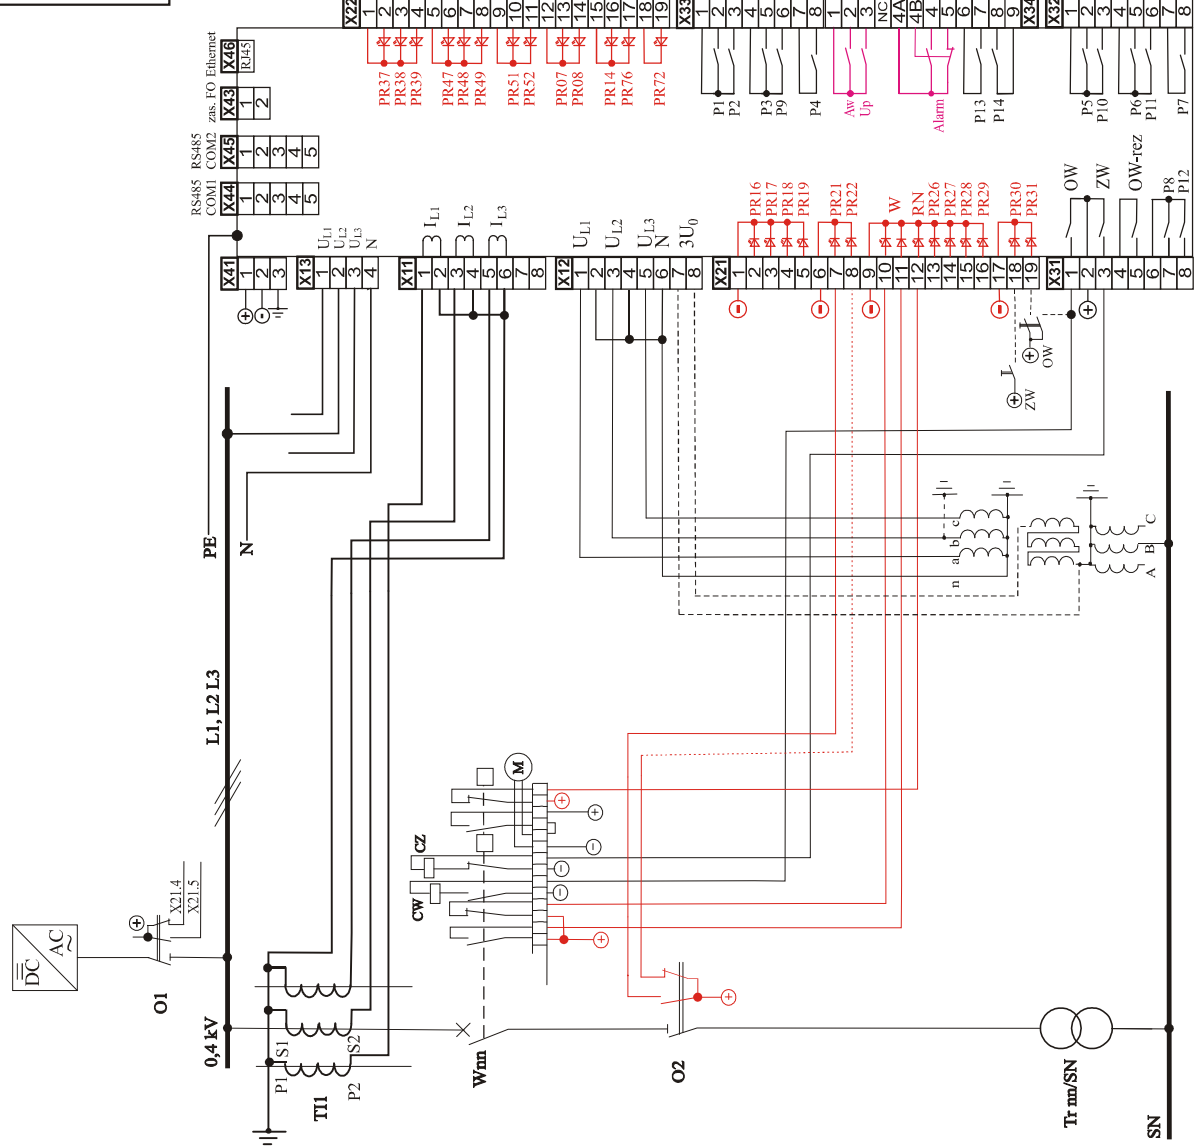 X22 1 2 3 4 5 6 7 8 9 10 11 12 13 14 15 16 17 18 19
X33 1 2 3 4 5 6 7 8
1 2 3 NC 4A 4B 4 5 6 7 8 9 X34
X32 1 2 3 4 5 6 7 8
PR37 PR38 PR39 PR47 PR48 PR49 PR51 PR52 PR07 PR08 PR14 PR76 PR72
P1 P2 P3 P9 P4
Aw Up Alarm P13 P14
P5 P10 P6 P11 P7
Ethernet X46 RJ45
zas. FO X43 1 2
RS485 COM2 X45 1 2 3 4 5
RS485 COM1 X44 1 2 3 4 5
UL1 UL2 UL3 N
IL1 IL2 IL3
UL1 UL2 UL3 N 3U0
PR16 PR17 PR18 PR19 PR21 PR22 W RN PR26 PR27 PR28 PR29 PR30 PR31
OW ZW OW-rez P8 P12
X41 1 2 3
X13 1 2 3 4
X11 1 2 3 4 5 6 7 8
X12 1 2 3 4 5 6 7 8
X21 1 2 3 4 5 6 7 8 9 10 11 12 13 14 15 16 17 18 19
X31 1 2 3 4 5 6 7 8
+ -
- - - - +
+ OW
+ ZW
PE N
n a b c
A B C
L1, L2 L3
M
CZ
CW
+ + - - - +
X21.4
X21.5
+
DC AC
O1
0,4 kV
S1 S2
P1 P2
TI1
Wnn
O2
+
Tr nn/SN
SN